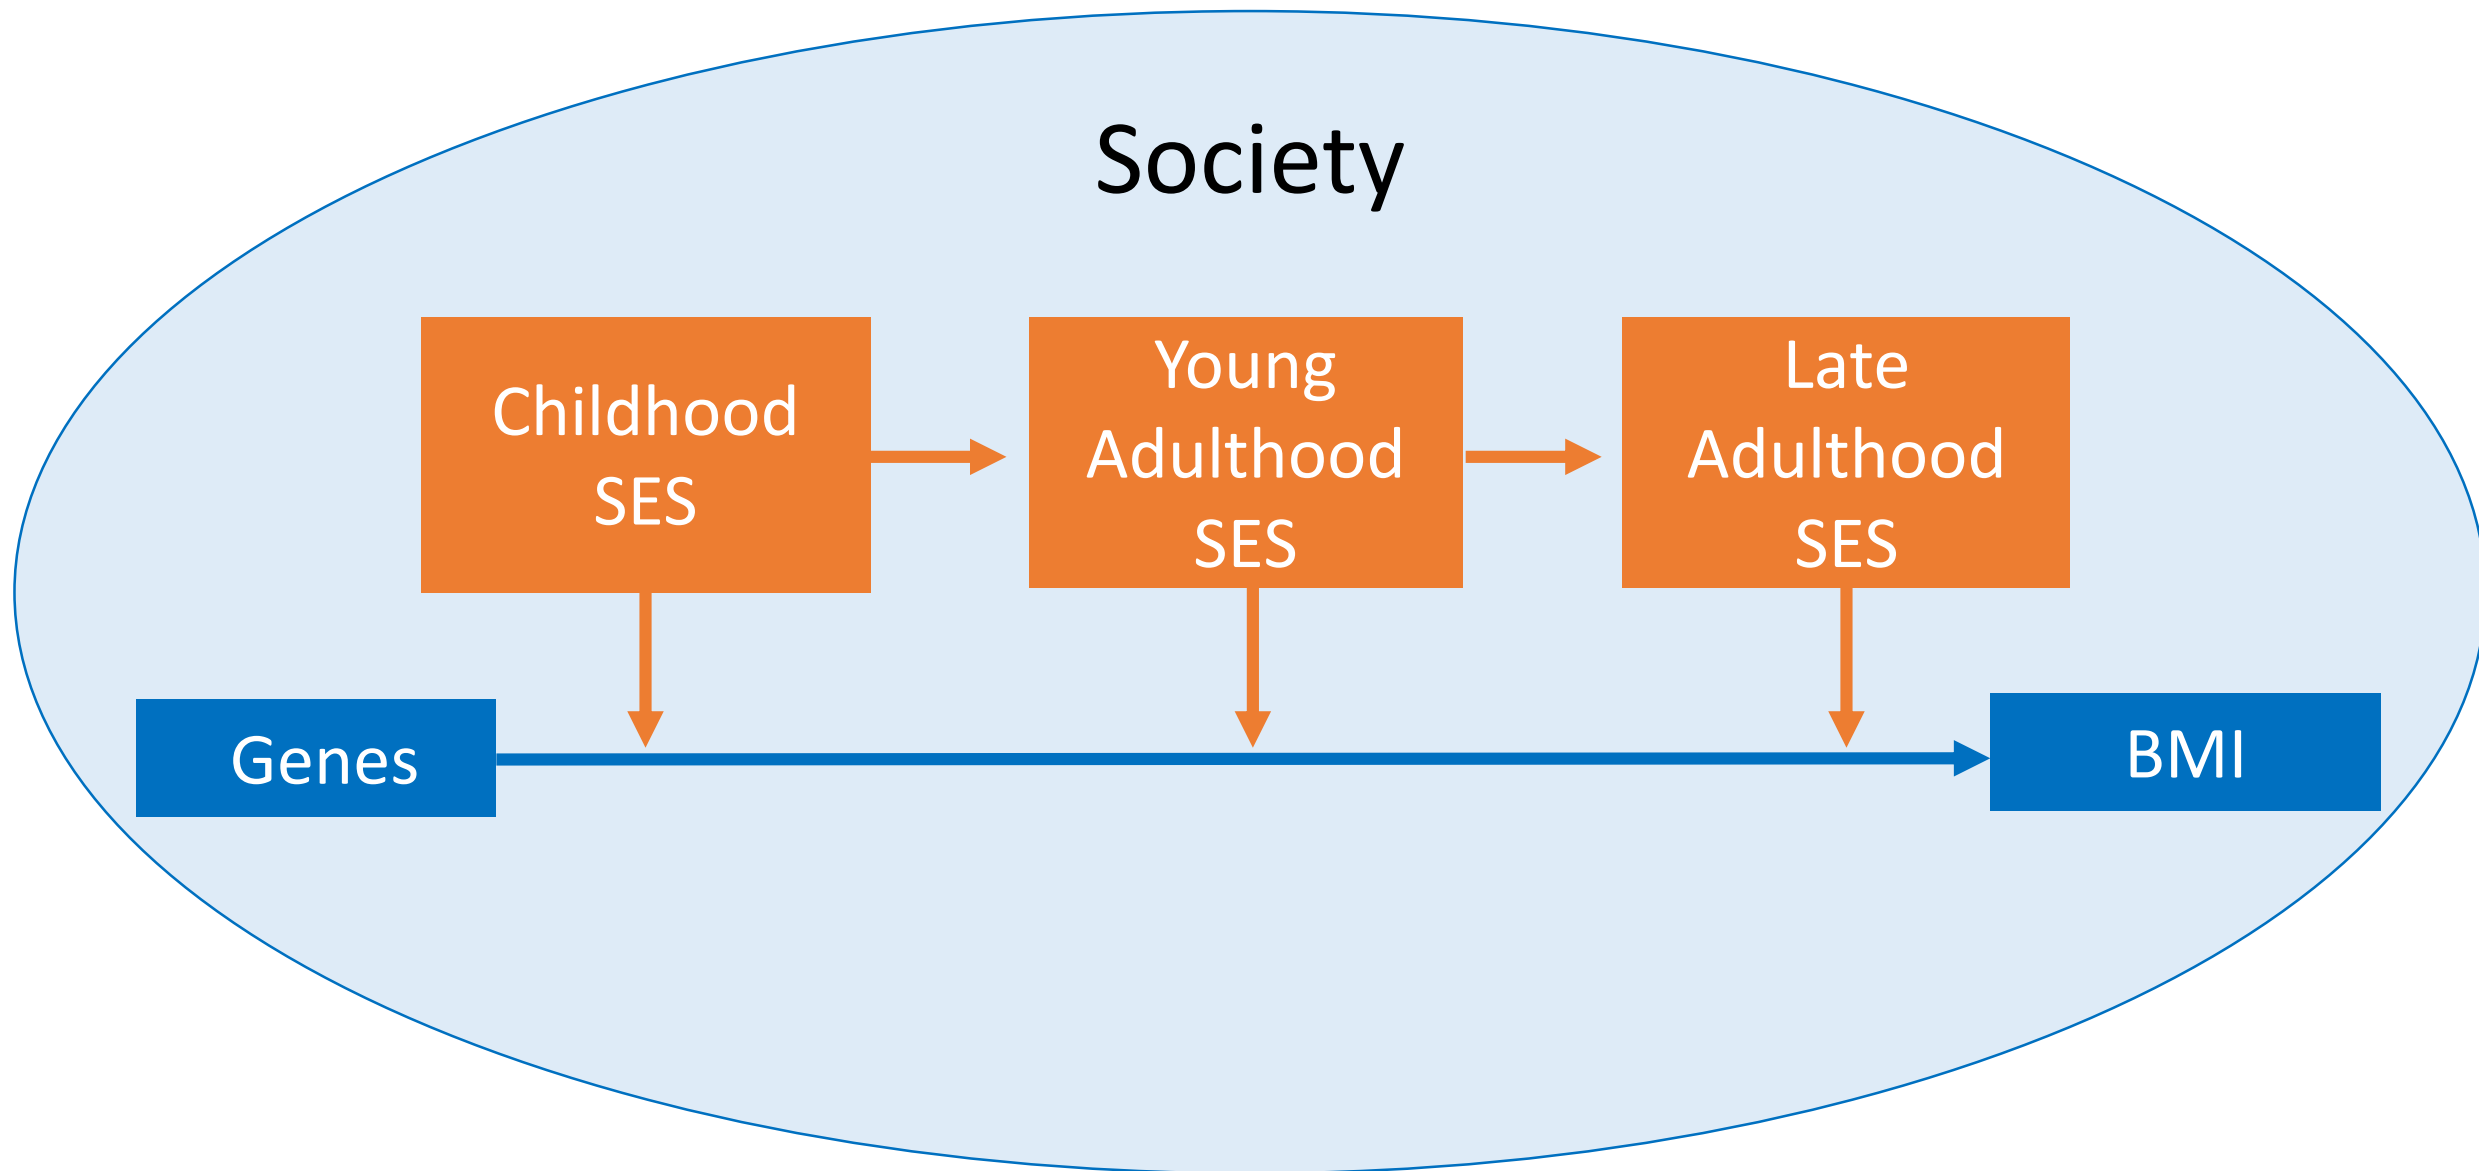 Society
Childhood
SES
Young
Adulthood
SES
Late
Adulthood
SES
Genes
BMI